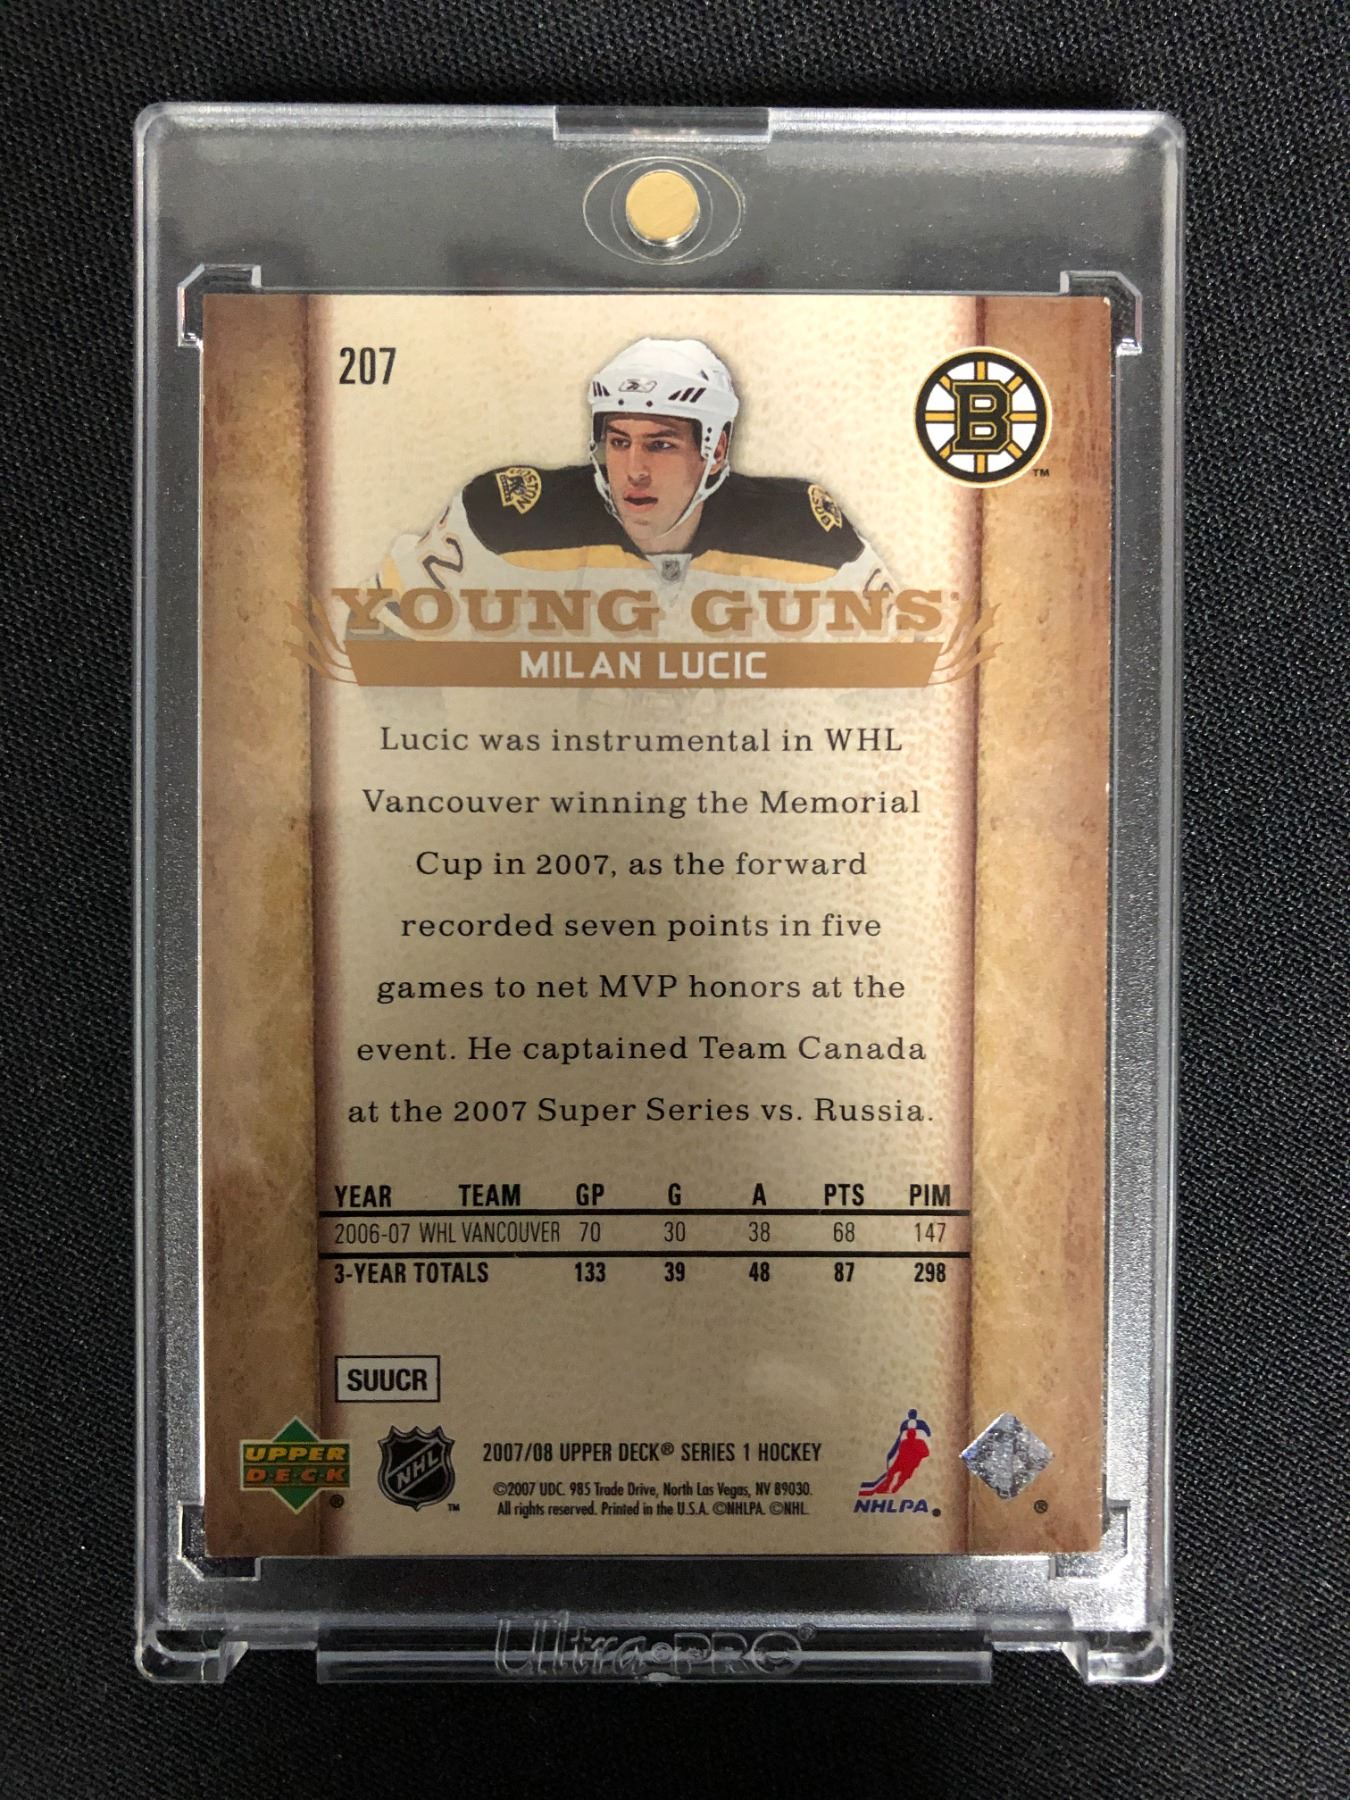 207
B
TM
BOSTON
62
YOUNG GUNS
MILAN LUCIC
Lucic was instrumental in WHL
Vancouver winning the Memorial
Cup in 2007, as the forward
recorded seven points in five
games to net MVP honors at the
event. He captained Team Canada
at the 2007 Super Series vs. Russia.
YEAR TEAM GP G A PTS PIM
2006-07 WHL VANCOUVER 70 30 38 68 147
3-YEAR TOTALS 133 39 48 87 298
SUUCR
UPPER
DECK ®
NHL TM
2007/08 UPPER DECK® SERIES 1 HOCKEY
©2007 UDC. 985 Trade Drive, North Las Vegas, NV 89030.
All rights reserved. Printed in the U.S.A. ©NHLPA. ©NHL.
NHLPA ®
®
Ultra•PRO®